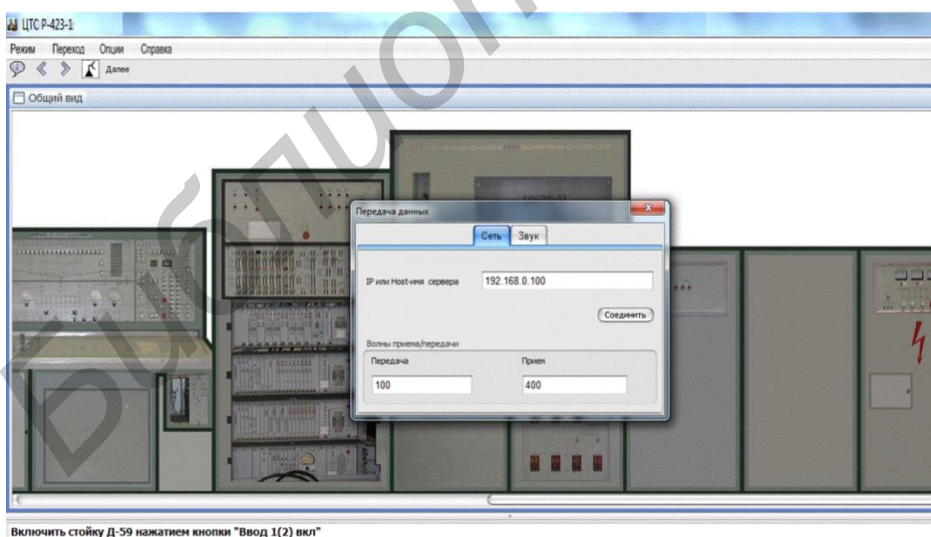 ЦТС Р-423-1
Режим Переход Опции Справка
Далее
Общий вид
Передача данных
Сеть Звук
IP или Host-имя сервера 192.168.0.100
Соединить
Волны приема/передачи
Передача Прием
100 400
Включить стойку Д-59 нажатием кнопки "Ввод 1(2) вкл"